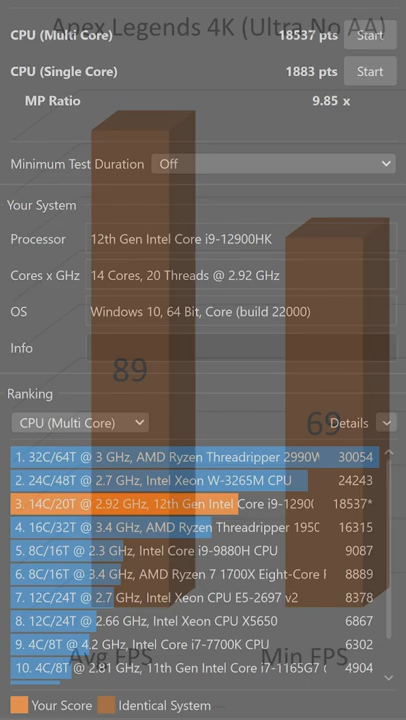 Apex Legends 4K (Ultra No AA)
CPU (Multi Core) 18537 pts Start
CPU (Single Core) 1883 pts Start
MP Ratio 9.85 x
Minimum Test Duration Off
Your System
Processor 12th Gen Intel Core i9-12900HK
Cores x GHz 14 Cores, 20 Threads @ 2.92 GHz
OS Windows 10, 64 Bit, Core (build 22000)
Info
89
Ranking
69
CPU (Multi Core) Details
1. 32C/64T @ 3 GHz, AMD Ryzen Threadripper 2990W 30054
2. 24C/48T @ 2.7 GHz, Intel Xeon W-3265M CPU 24243
3. 14C/20T @ 2.92 GHz, 12th Gen Intel Core i9-1290( 18537*
4. 16C/32T @ 3.4 GHz, AMD Ryzen Threadripper 195( 16315
5. 8C/16T @ 2.3 GHz, Intel Core i9-9880H CPU 9087
6. 8C/16T @ 3.4 GHz, AMD Ryzen 7 1700X Eight-Core 8889
7. 12C/24T @ 2.7 GHz, Intel Xeon CPU E5-2697 v2 8378
8. 12C/24T @ 2.66 GHz, Intel Xeon CPU X5650 6867
9. 4C/8T @ 4.2 GHz, Intel Core i7-7700K CPU 6302
Avg FPS Min FPS
10. 4C/8T @ 2.81 GHz, 11th Gen Intel Core i7-1165G7 4904
Your Score Identical System